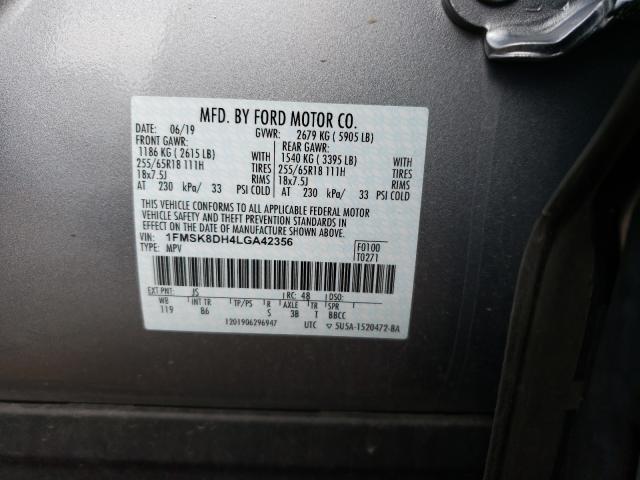 MFD. BY FORD MOTOR CO.
DATE: 06/19 GVWR: 2679 KG ( 5905 LB)
FRONT GAWR: REAR GAWR:
1186 KG ( 2615 LB) WITH 1540 KG ( 3395 LB) WITH
255/65R18 111H TIRES 255/65R18 111H TIRES
18x7.5J RIMS 18x7.5J RIMS
AT 230 kPa/ 33 PSI COLD AT 230 kPa/ 33 PSI COLD
THIS VEHICLE CONFORMS TO ALL APPLICABLE FEDERAL MOTOR
VEHICLE SAFETY AND THEFT PREVENTION STANDARDS IN
EFFECT ON THE DATE OF MANUFACTURE SHOWN ABOVE.
VIN: 1FMSK8DH4LGA42356 F0100
TYPE: MPV T0271
EXT PNT: JS RC: 48 DSO:
WB INT TR TP/PS R AXLE TR SPR
119 B6 S 3B T BBCC
1201906296947 UTC ▽ 5U5A-1520472-BA